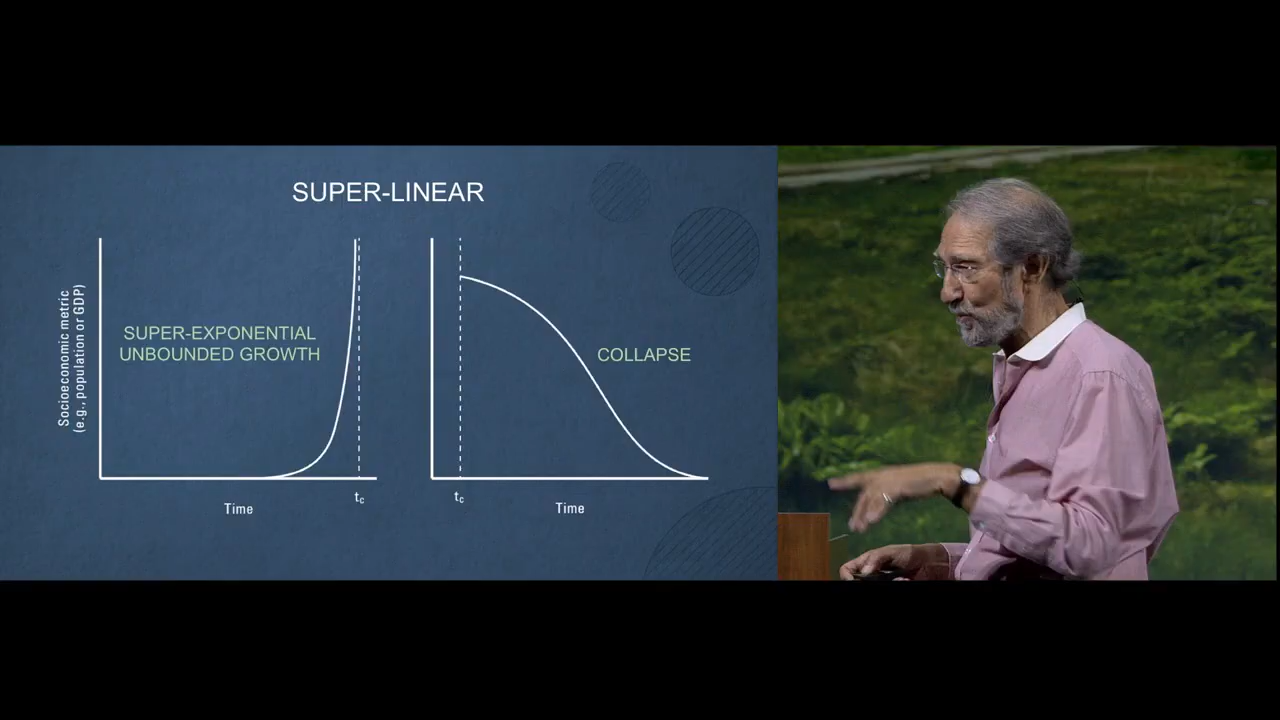 SUPER-LINEAR
Socioeconomic metric
(e.g., population or GDP)
SUPER-EXPONENTIAL
UNBOUNDED GROWTH
tc
Time
COLLAPSE
tc
Time